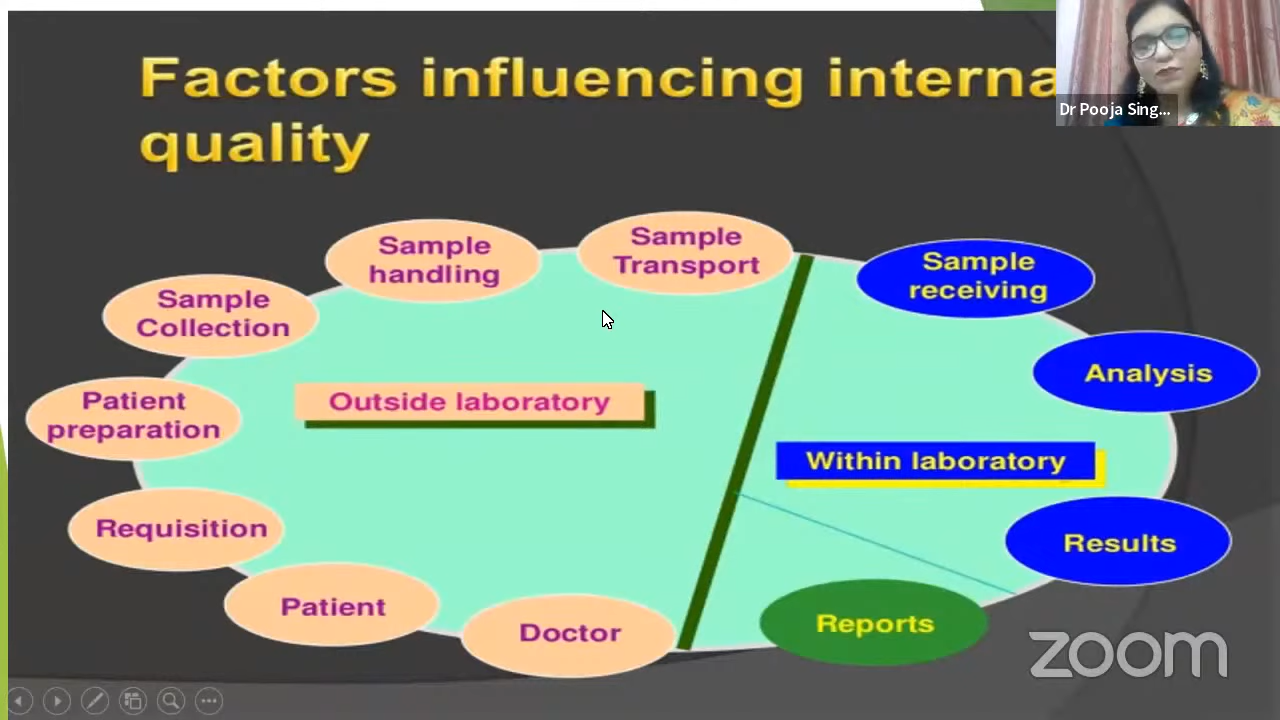 Factors influencing interna
quality
Dr Pooja Sing...
Sample
handling
Sample
Transport
Sample
receiving
Sample
Collection
Analysis
Patient
preparation
Outside laboratory
Within laboratory
Requisition
Results
Patient
Doctor
Reports
zoom